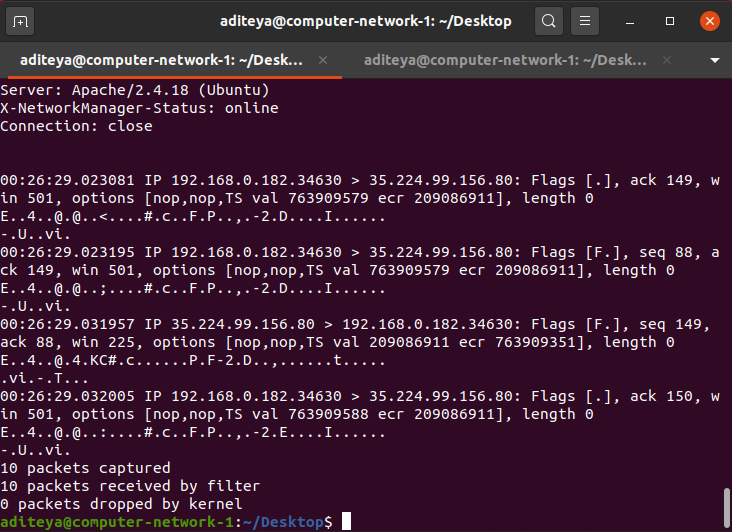 aditeya@computer-network-1: ~/Desktop
aditeya@computer-network-1: ~/Desk...
aditeya@computer-network-1: ~/Desk...
Server: Apache/2.4.18 (Ubuntu)
X-NetworkManager-Status: online
Connection: close
00:26:29.023081 IP 192.168.0.182.34630 > 35.224.99.156.80: Flags [.], ack 149, w
in 501, options [nop,nop,TS val 763909579 ecr 209086911], length 0
E..4..@.@..<....#.c..F.P..,.-2.D....I......
-.U..vi.
00:26:29.023195 IP 192.168.0.182.34630 > 35.224.99.156.80: Flags [F.], seq 88, a
ck 149, win 501, options [nop,nop,TS val 763909579 ecr 209086911], length 0
E..4..@.@..;....#.c..F.P..,.-2.D....I......
-.U..vi.
00:26:29.031957 IP 35.224.99.156.80 > 192.168.0.182.34630: Flags [F.], seq 149,
ack 88, win 225, options [nop,nop,TS val 209086911 ecr 763909351], length 0
E..4..@.4.KC#.c......P.F-2.D..,......t.....
.vi.-.T...
00:26:29.032005 IP 192.168.0.182.34630 > 35.224.99.156.80: Flags [.], ack 150, w
in 501, options [nop,nop,TS val 763909588 ecr 209086911], length 0
E..4..@.@..:....#.c..F.P..,.-2.E....I......
-.U..vi.
10 packets captured
10 packets received by filter
0 packets dropped by kernel
aditeya@computer-network-1:~/Desktop$